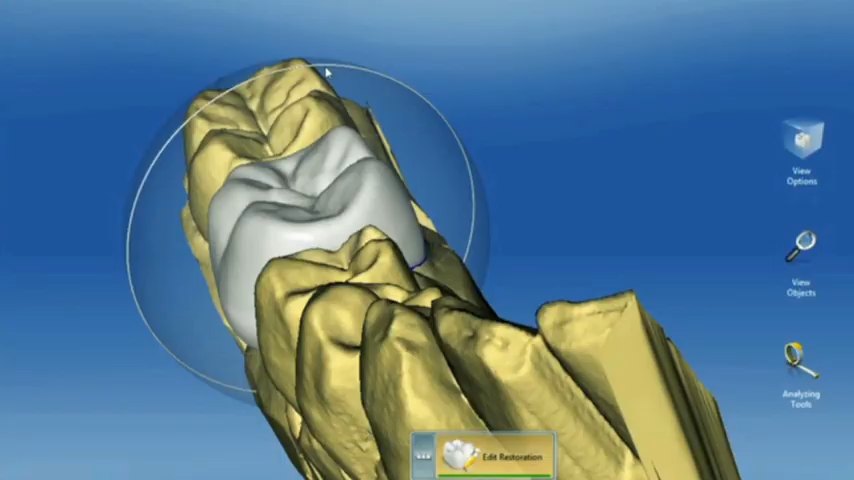 View
Options
View
Objects
Analyzing
Tools
Edit Restoration